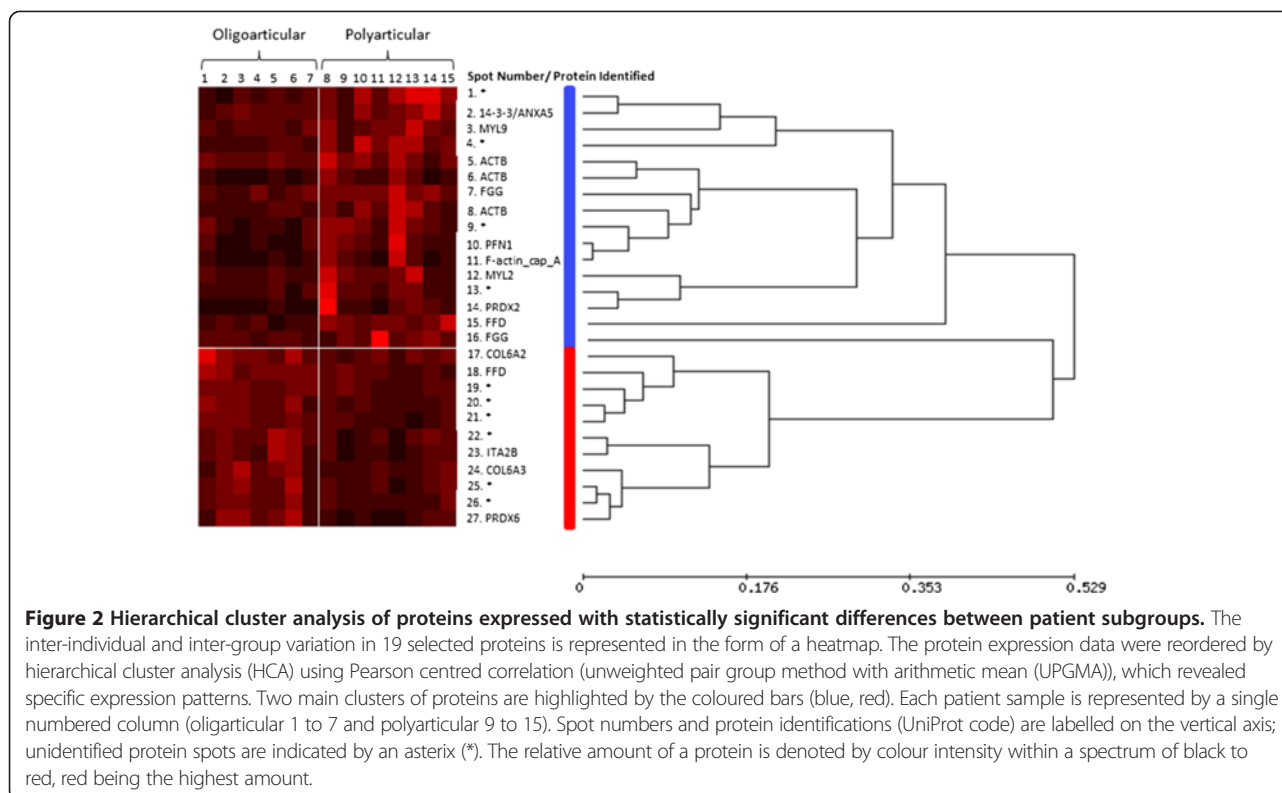 Oligoarticular Polyarticular
1 2 3 4 5 6 7 8 9 10 11 12 13 14 15 Spot Number/ Protein Identified
1. *
2. 14-3-3/ANXA5
3. MYL9
4. *
5. ACTB
6. ACTB
7. FGG
8. ACTB
9. *
10. PFN1
11. F-actin_cap_A
12. MYL2
13. *
14. PRDX2
15. FFD
16. FGG
17. COL6A2
18. FFD
19. *
20. *
21. *
22. *
23. ITA2B
24. COL6A3
25. *
26. *
27. PRDX6
0 0.176 0.353 0.529
Figure 2 Hierarchical cluster analysis of proteins expressed with statistically significant differences between patient subgroups. The
inter-individual and inter-group variation in 19 selected proteins is represented in the form of a heatmap. The protein expression data were reordered by
hierarchical cluster analysis (HCA) using Pearson centred correlation (unweighted pair group method with arithmetic mean (UPGMA)), which revealed
specific expression patterns. Two main clusters of proteins are highlighted by the coloured bars (blue, red). Each patient sample is represented by a single
numbered column (oligarticular 1 to 7 and polyarticular 9 to 15). Spot numbers and protein identifications (UniProt code) are labelled on the vertical axis;
unidentified protein spots are indicated by an asterix (*). The relative amount of a protein is denoted by colour intensity within a spectrum of black to
red, red being the highest amount.